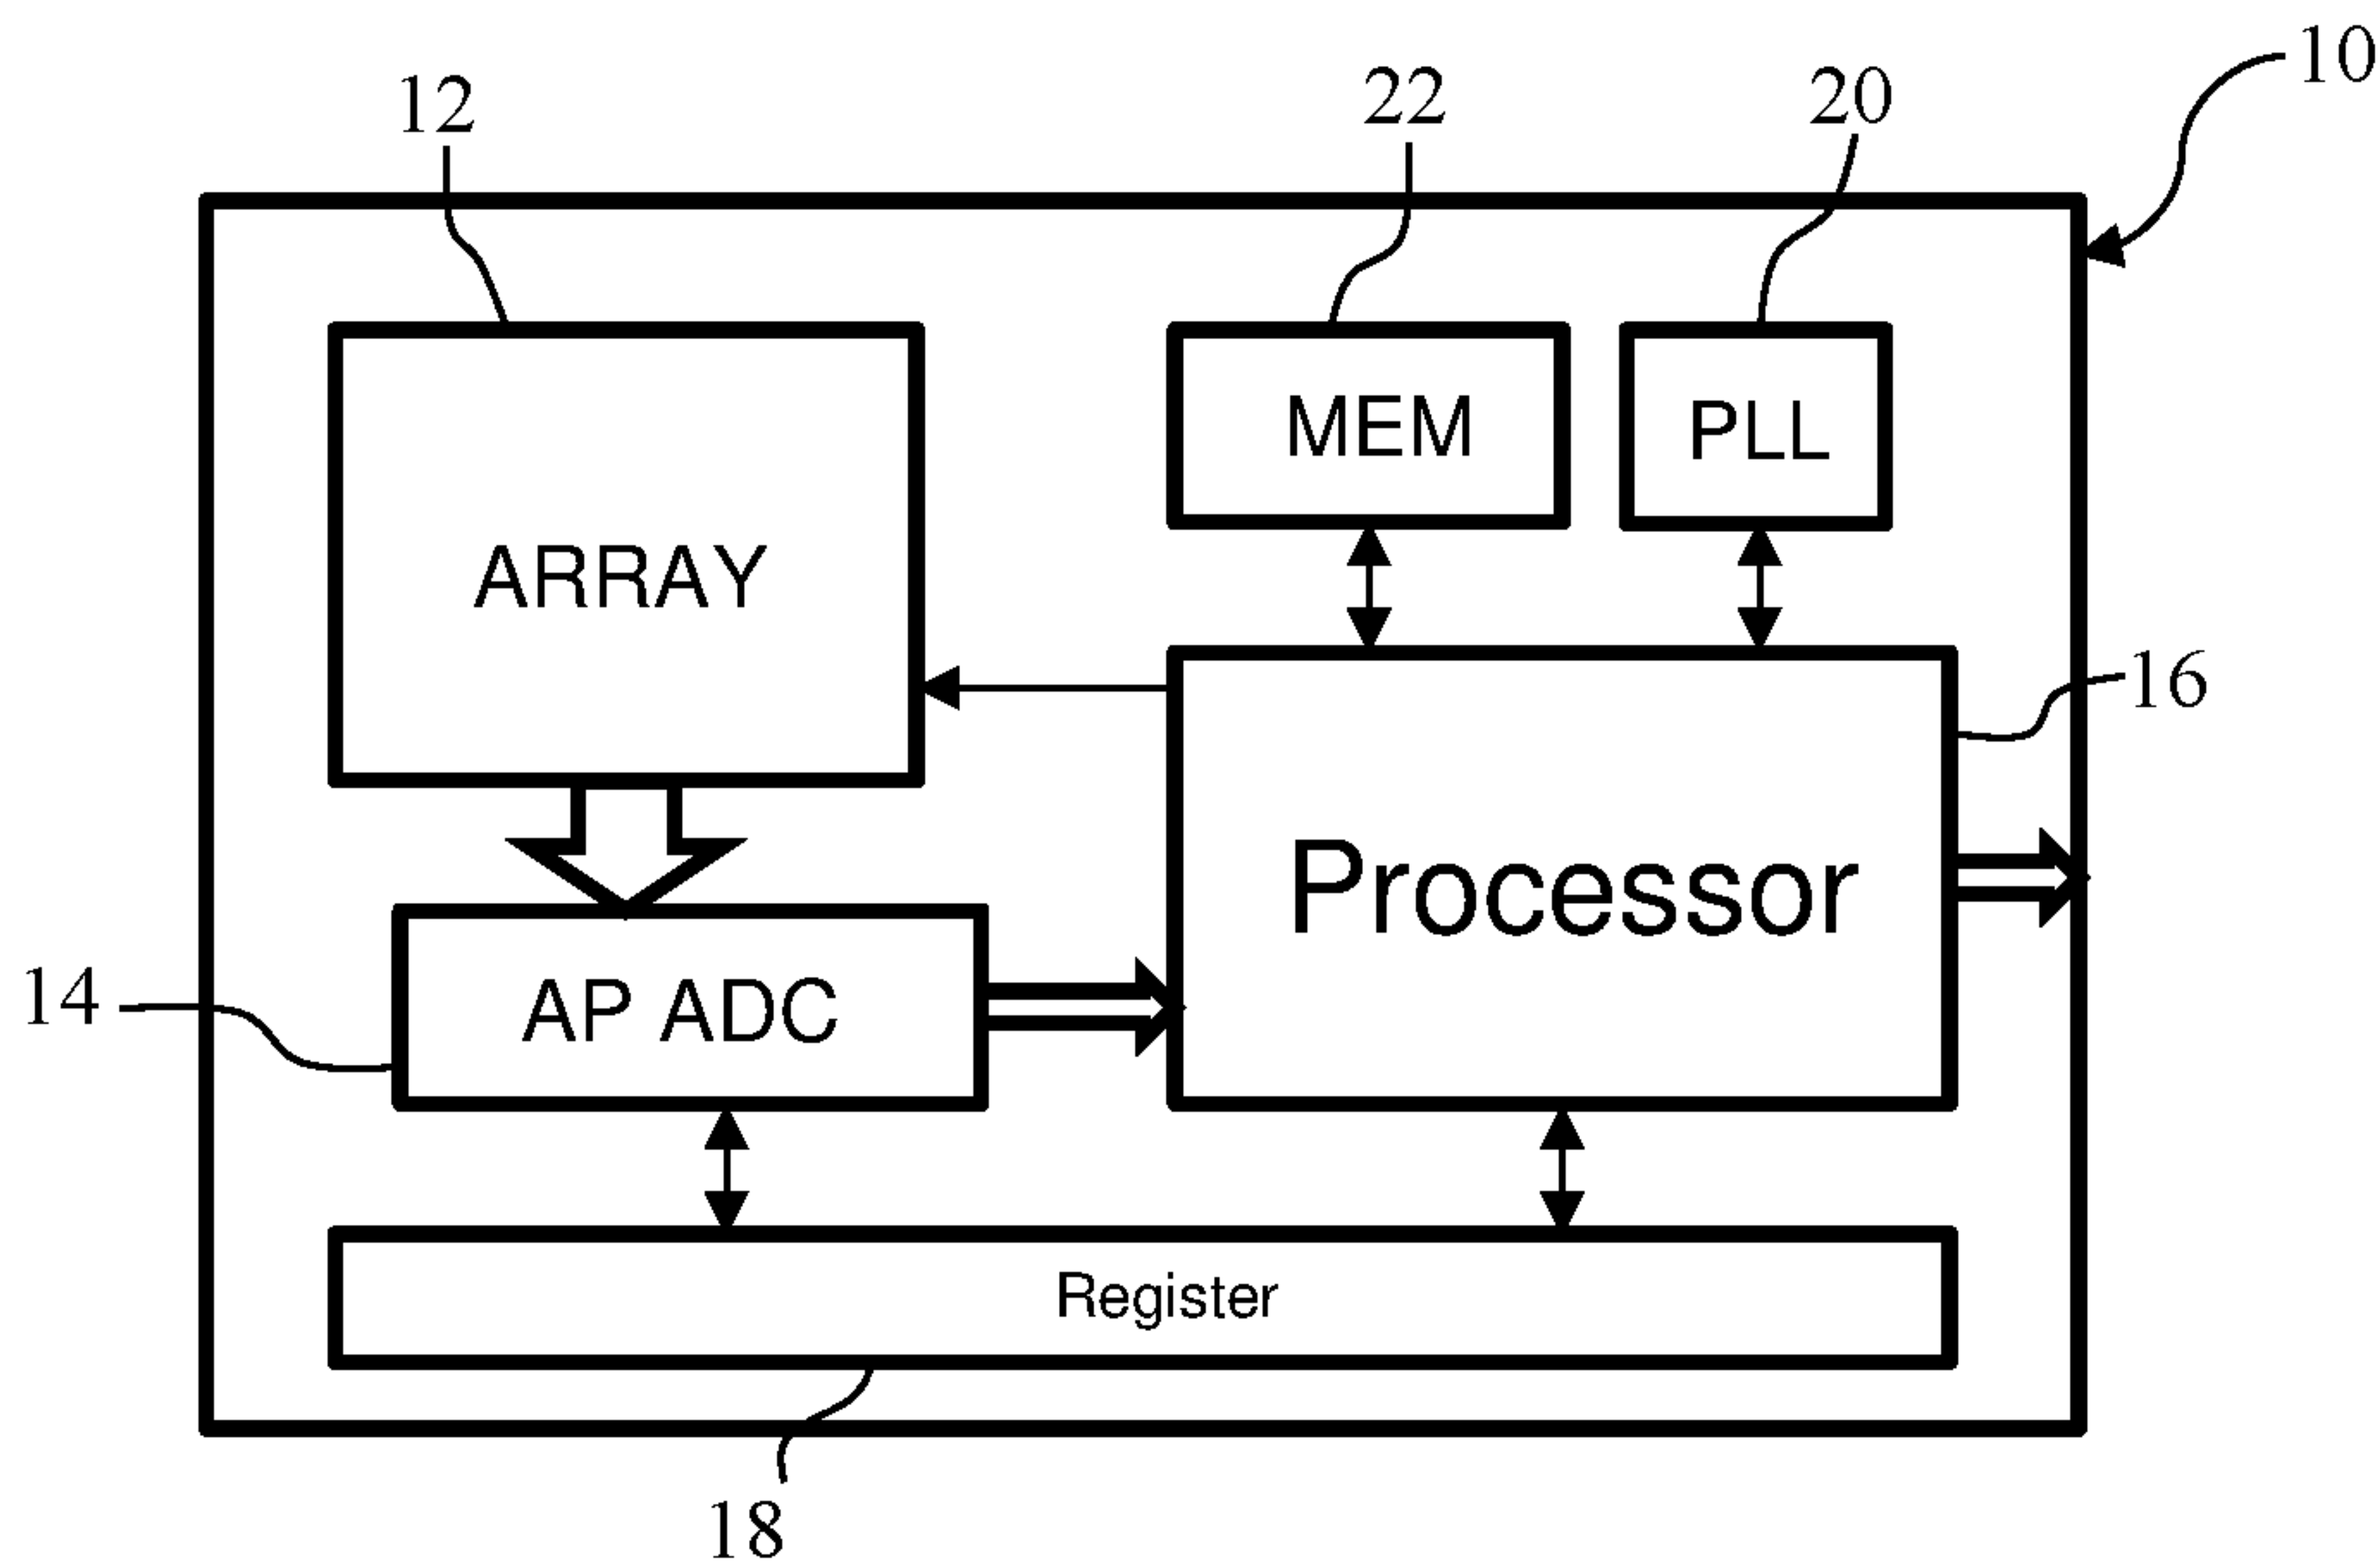 10
12
22
20
MEM
PLL
ARRAY
16
Processor
14
AP ADC
Register
18